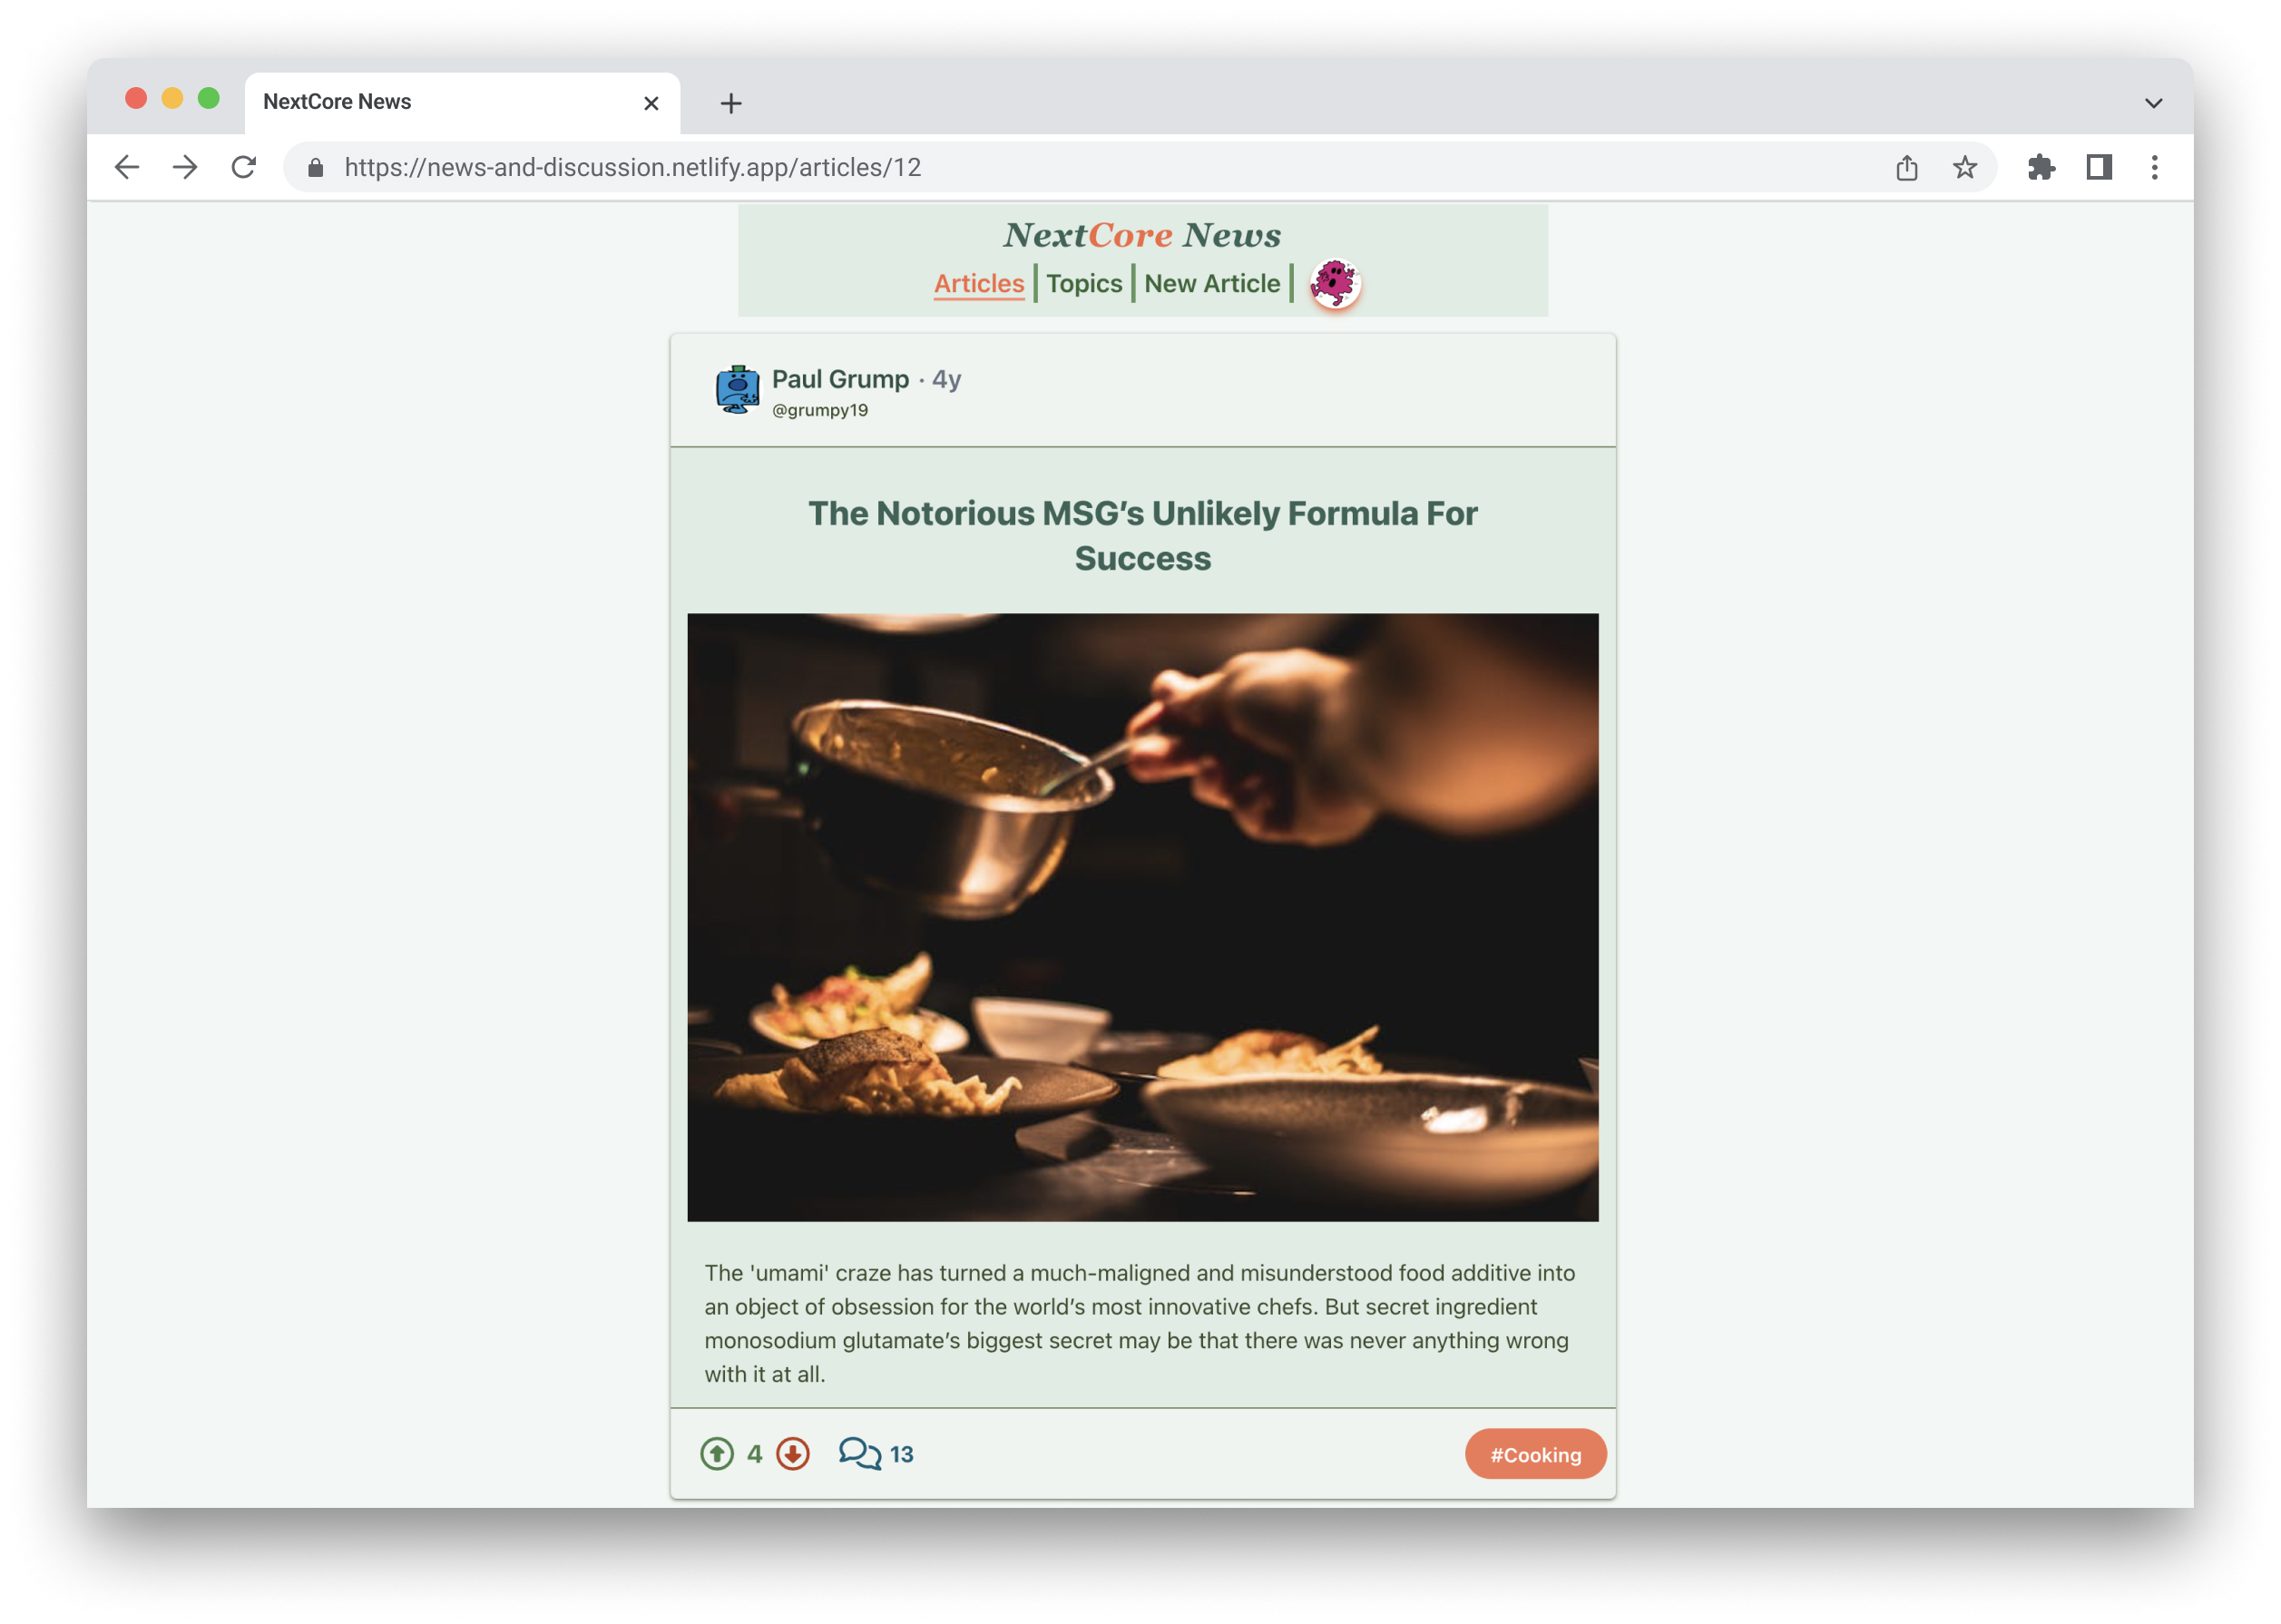 NextCore News
https://news-and-discussion.netlify.app/articles/12
NextCore News
Articles | Topics | New Article |
Paul Grump · 4y
@grumpy19
The Notorious MSG’s Unlikely Formula For
Success
The 'umami' craze has turned a much-maligned and misunderstood food additive into
an object of obsession for the world’s most innovative chefs. But secret ingredient
monosodium glutamate’s biggest secret may be that there was never anything wrong
with it at all.
4 13 #Cooking